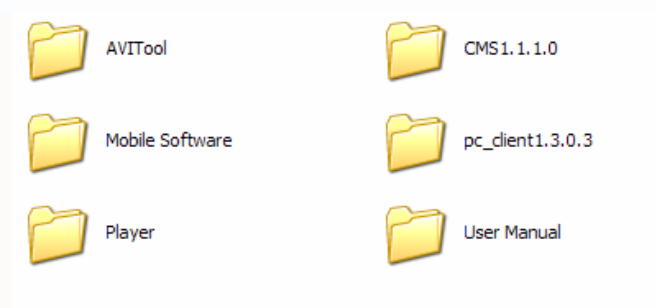 AVITool
CMS1.1.1.0
Mobile Software
pc_client1.3.0.3
Player
User Manual